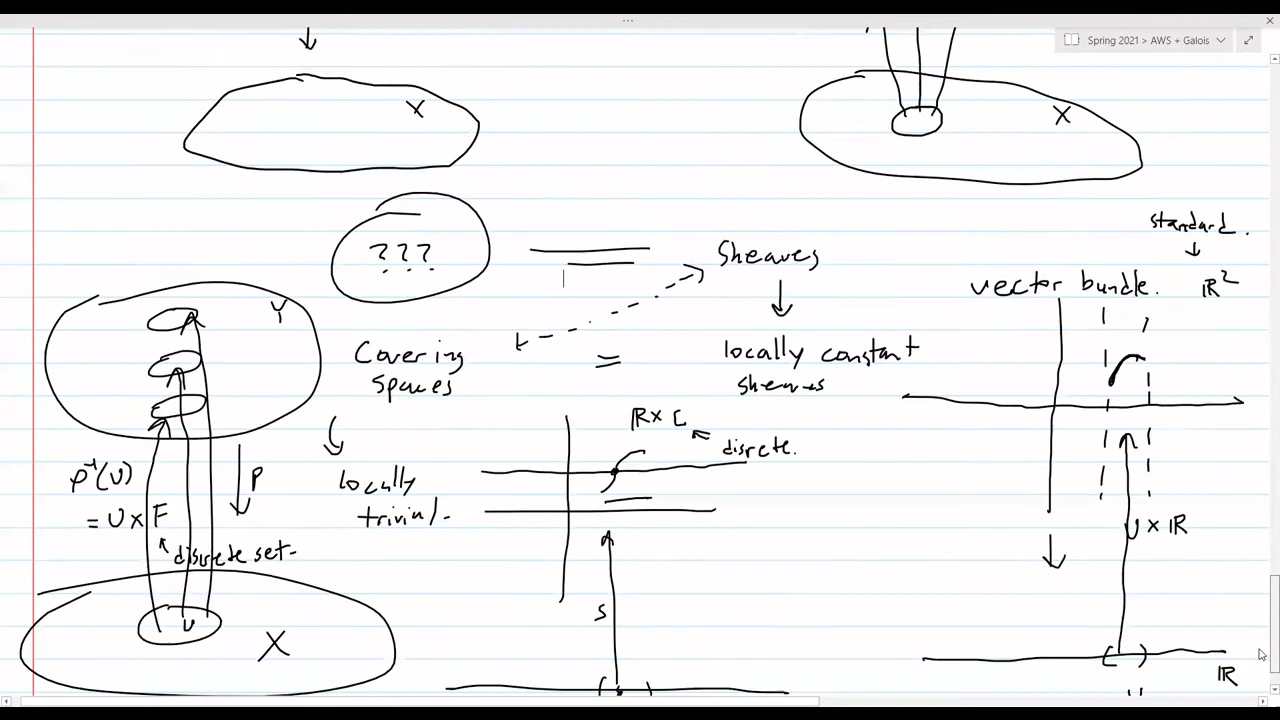 Spring 2021 > AWS + Galois
X
X
standard.
???
Sheaves
vector bundle.
ℝ²
Y
Covering
spaces
=
locally constant
sheaves
ℝ×
discrete.
p⁻¹(U)
= U × F
P
locally
trivial.
discrete set
U × ℝ
S
U
X
ℝ